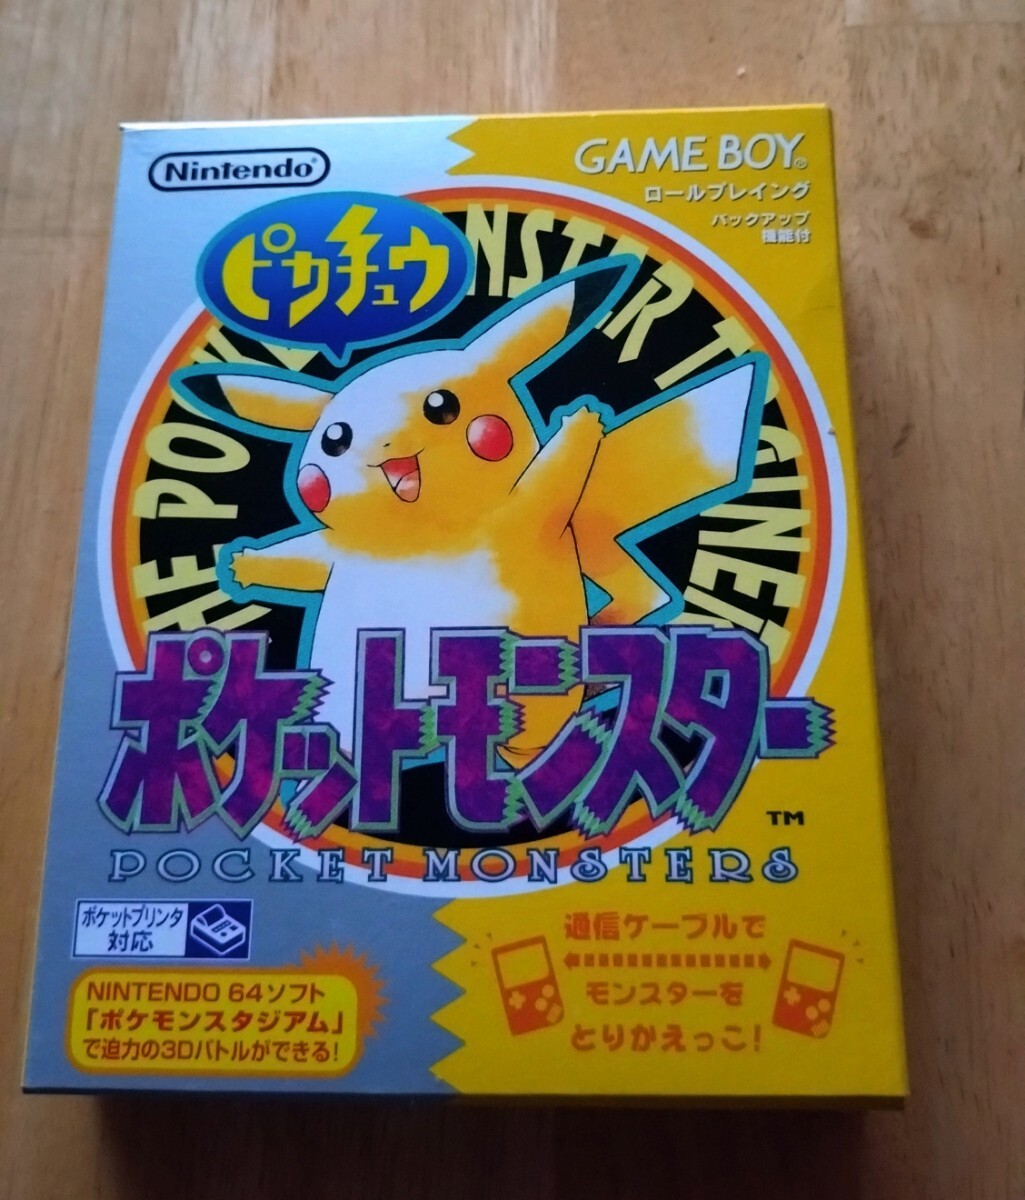 Nintendo®
GAME BOY®
ロールプレイング
バックアップ
機能付
ピカチュウ
ポケットモンスター
TM
POCKET MONSTERS
ポケットプリンタ
対応
NINTENDO 64ソフト
「ポケモンスタジアム」
で迫力の3Dバトルができる!
通信ケーブルで
モンスターを
とりかえっこ!